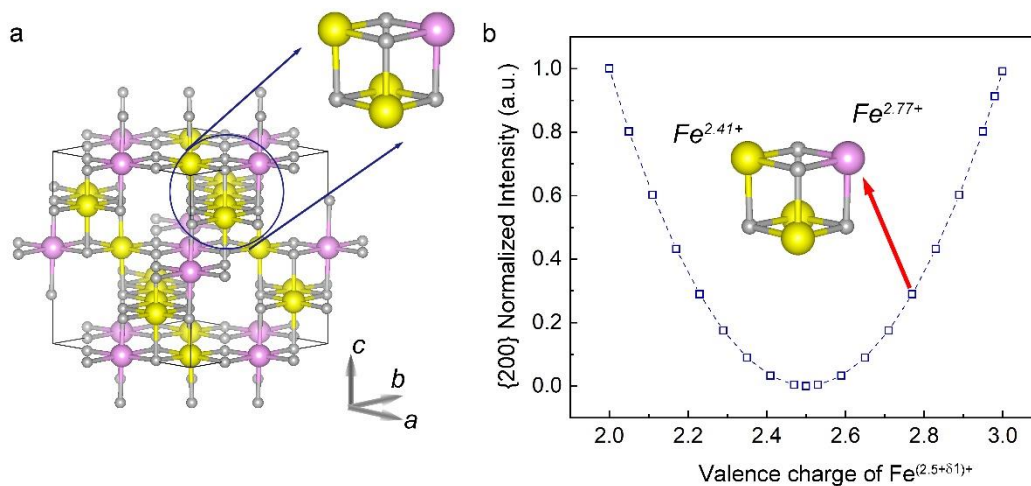 a
c
b
a
b
{200} Normalized Intensity (a.u.)
1.0
0.8
0.6
0.4
0.2
0.0
Fe2.41+
Fe2.77+
2.0 2.2 2.4 2.6 2.8 3.0
Valence charge of Fe(2.5+δ1)+